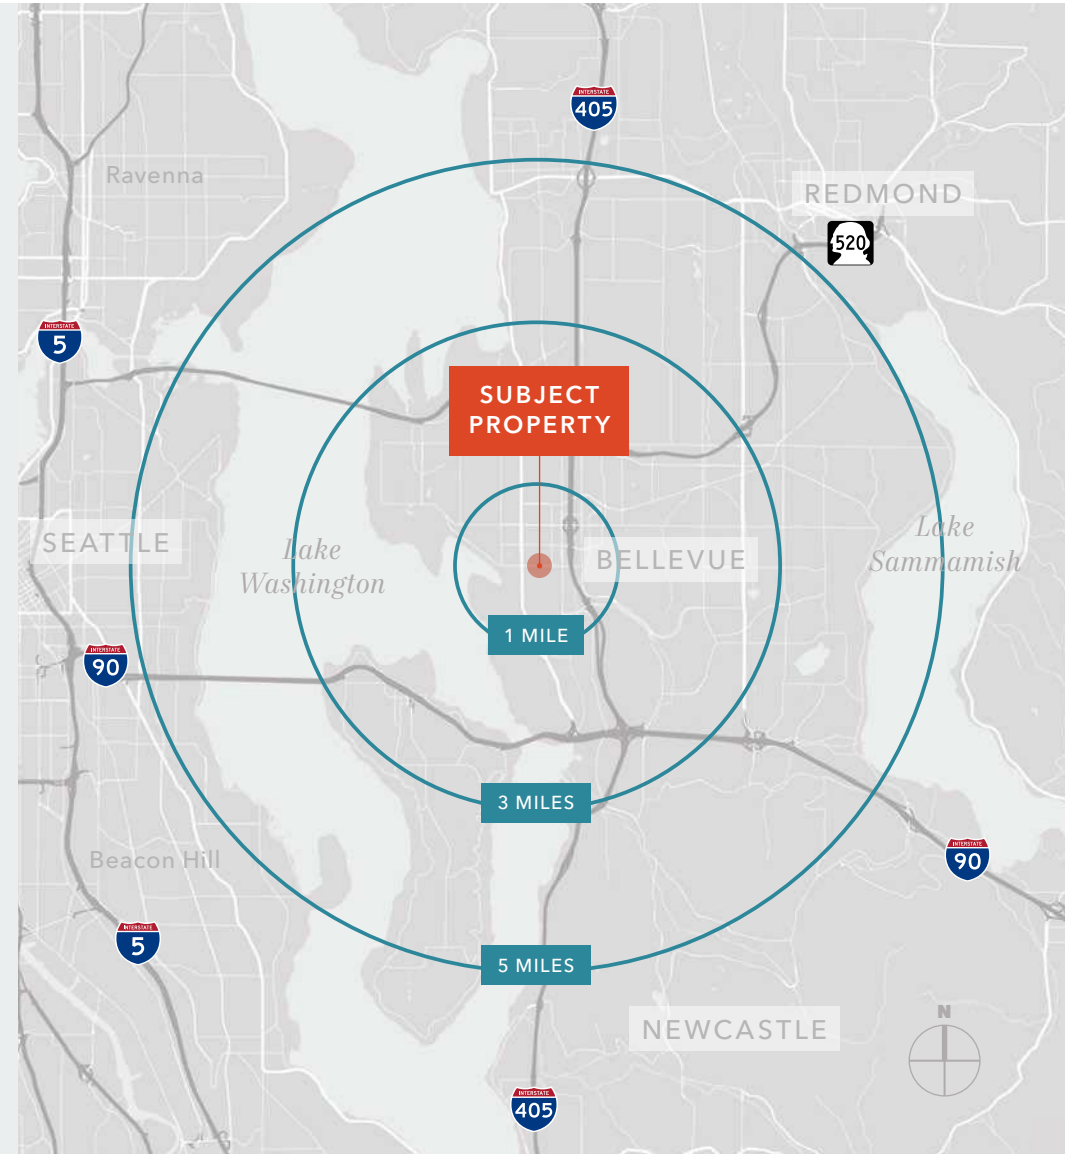 INTERSTATE
405
Ravenna
REDMOND
520
INTERSTATE
5
SUBJECT
PROPERTY
SEATTLE
Lake
Washington
BELLEVUE
Lake
Sammamish
1 MILE
INTERSTATE
90
3 MILES
Beacon Hill
INTERSTATE
90
INTERSTATE
5
5 MILES
NEWCASTLE
N
INTERSTATE
405